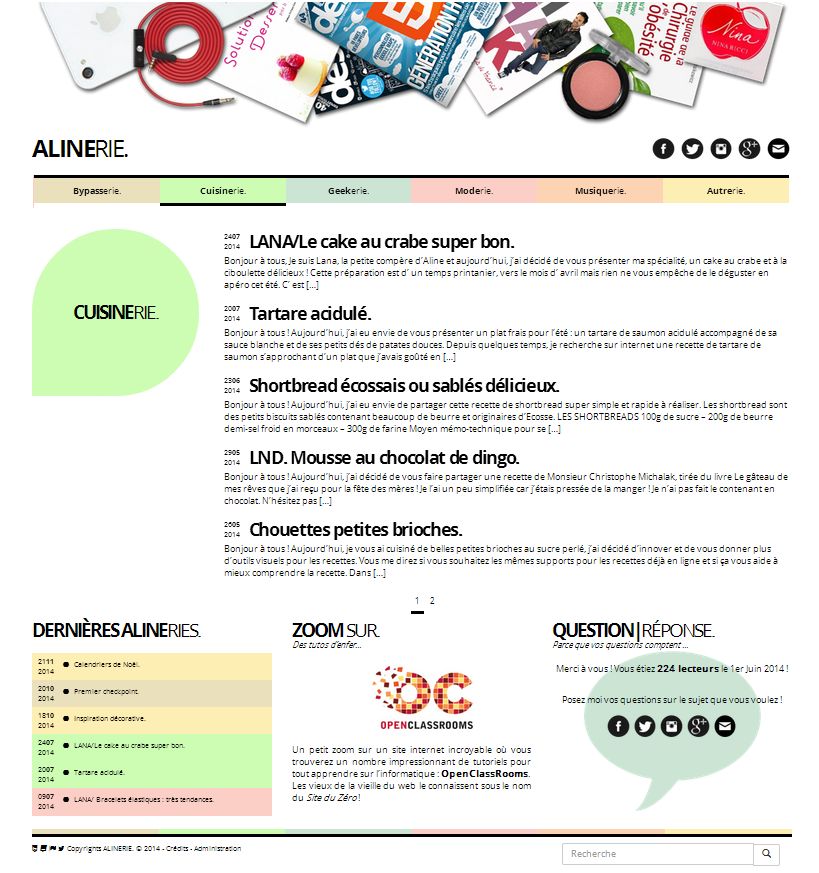 Solution
Dessert
GÉNÉRATION
Le guide de la
Chirurgie
de
Obésité
Nina
NINA RICCI
ALINERIE.
Bypasserie.
Cuisinerie.
Geekerie.
Moderie.
Musiquerie.
Autrerie.
CUISINERIE.
2407
2014
LANA/Le cake au crabe super bon.
Bonjour à tous, Je suis Lana, la petite compère d'Aline et aujourd'hui, j'ai décidé de vous présenter ma spécialité, un cake au crabe et à la
ciboulette délicieux ! Cette préparation est d' un temps printanier, vers le mois d' avril mais rien ne vous empêche de le déguster en
apéro cet été. C' est [...]
2007
2014
Tartare acidulé.
Bonjour à tous ! Aujourd'hui, j'ai eu envie de vous présenter un plat frais pour l'été : un tartare de saumon acidulé accompagné de sa
sauce blanche et de ses petits dés de patates douces. Depuis quelques temps, je recherche sur internet une recette de tartare de
saumon s'approchant d'un plat que j'avais goûté en [...]
2306
2014
Shortbread écossais ou sablés délicieux.
Bonjour à tous ! Aujourd'hui, j'ai eu envie de partager cette recette de shortbread super simple et rapide à réaliser. Les shortbread sont
des petits biscuits sablés contenant beaucoup de beurre et originaires d'Ecosse. LES SHORTBREADS 100g de sucre – 200g de beurre
demi-sel froid en morceaux – 300g de farine Moyen mémo-technique pour se [...]
2905
2014
LND. Mousse au chocolat de dingo.
Bonjour à tous ! Aujourd'hui, j'ai décidé de vous faire partager une recette de Monsieur Christophe Michalak, tirée du livre Le gâteau de
mes rêves que j'ai reçu pour la fête des mères ! Je l'ai un peu simplifiée car j'étais pressée de la manger ! Je n'ai pas fait le contenant en
chocolat. N'hésitez pas [...]
2605
2014
Chouettes petites brioches.
Bonjour à tous ! Aujourd'hui, je vous ai cuisiné de belles petites brioches au sucre perlé, j'ai décidé d'innover et de vous donner plus
d'outils visuels pour les recettes. Vous me direz si vous souhaitez les mêmes supports pour les recettes déjà en ligne et si ça vous aide à
mieux comprendre la recette. Dans [...]
1 2
DERNIÈRES ALINERIES.
2111
2014
Calendriers de Noël.
2010
2014
Premier checkpoint.
1810
2014
Inspiration décorative.
2407
2014
LANA/Le cake au crabe super bon.
2007
2014
Tartare acidulé.
0907
2014
LANA/ Bracelets élastiques : très tendances.
ZOOM SUR.
Des tutos d'enfer...
OC
OPENCLASSROOMS
Un petit zoom sur un site internet incroyable où vous
trouverez un nombre impressionnant de tutoriels pour
tout apprendre sur l'informatique : OpenClassRooms.
Les vieux de la vieille du web le connaissent sous le nom
du Site du Zéro !
QUESTION|RÉPONSE.
Parce que vos questions comptent ...
Merci à vous ! Vous étiez 224 lecteurs le 1er Juin 2014 !
Posez moi vos questions sur le sujet que vous voulez !
Copyrights ALINERIE. © 2014 - Crédits - Administration
Recherche